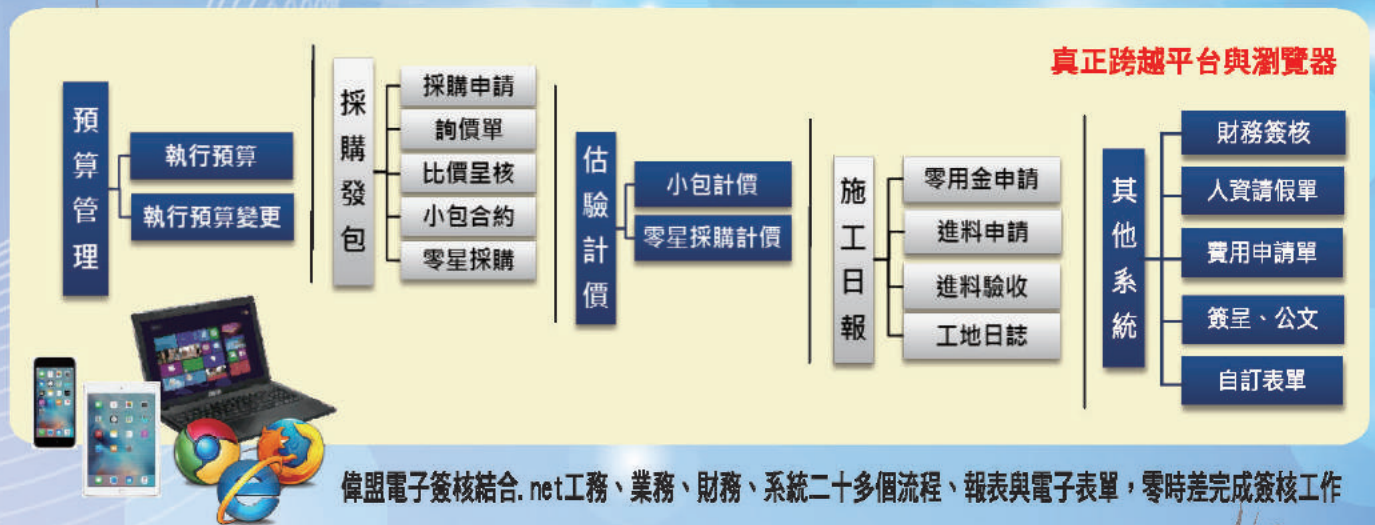 真正跨越平台與瀏覽器
預算管理
執行預算
執行預算變更
採購發包
採購申請
詢價單
比價呈核
小包合約
零星採購
估驗計價
小包計價
零星採購計價
施工日報
零用金申請
進料申請
進料驗收
工地日誌
其他系統
財務簽核
人資請假單
費用申請單
簽呈、公文
自訂表單
偉盟電子簽核結合.net工務、業務、財務、系統二十多個流程、報表與電子表單，零時差完成簽核工作